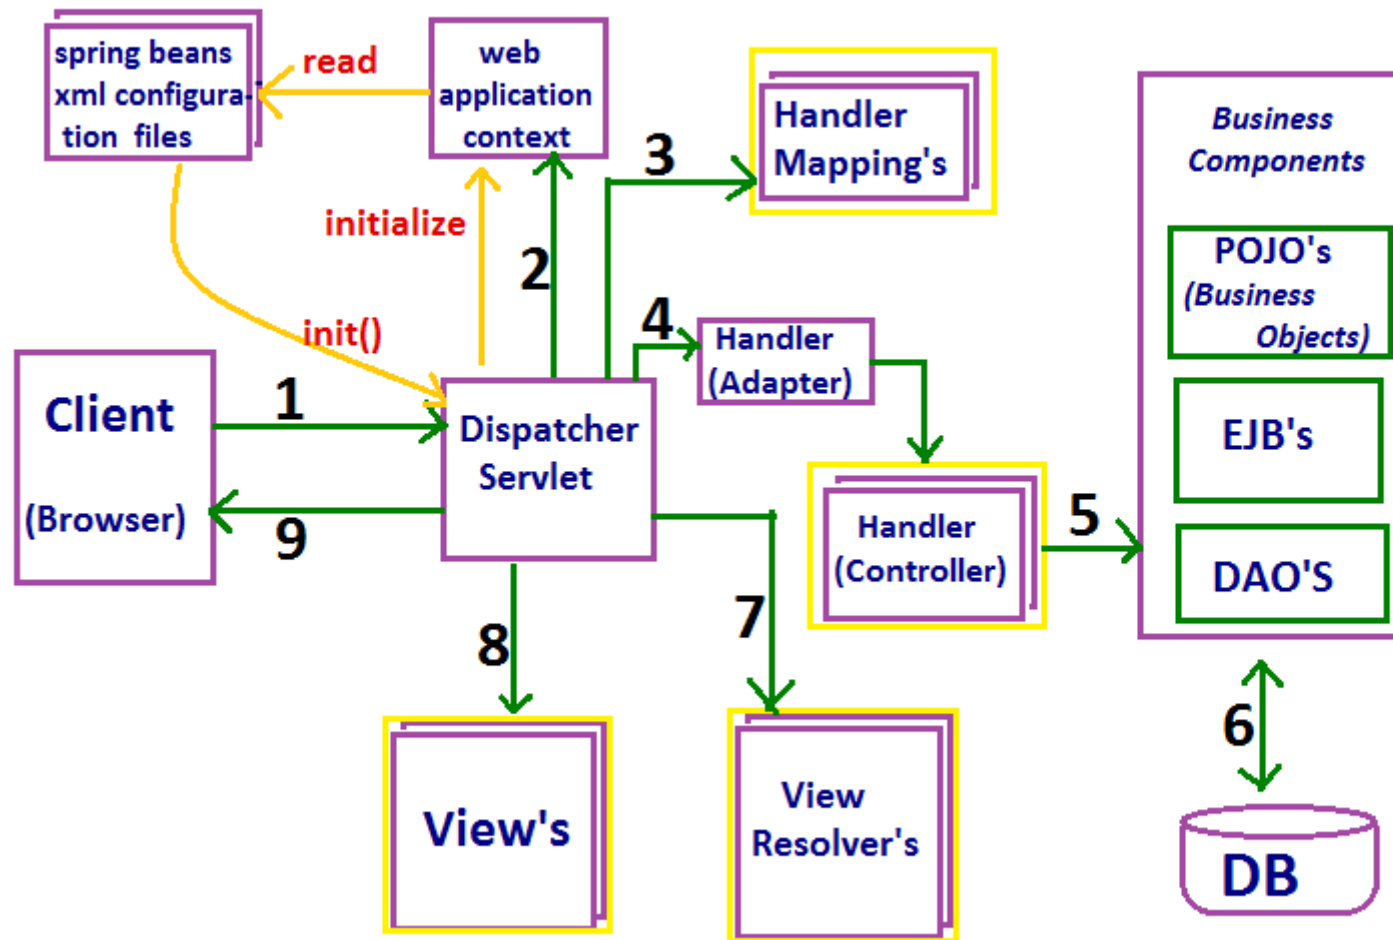 spring beans
xml configura-
tion files
read
web
application
context
Handler
Mapping's
3
Business
Components
POJO's
(Business
Objects)
EJB's
DAO'S
initialize
2
4
Handler
(Adapter)
init()
Client
(Browser)
1
9
Dispatcher
Servlet
Handler
(Controller)
5
7
8
6
View's
View
Resolver's
DB